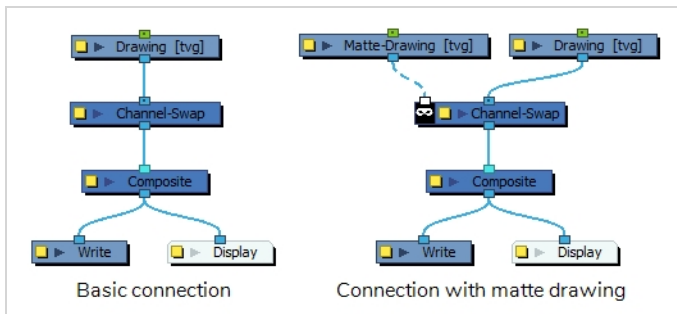 Drawing [tvg]
Channel-Swap
Composite
Write
Display
Basic connection
Matte-Drawing [tvg]
Drawing [tvg]
Channel-Swap
Composite
Write
Display
Connection with matte drawing